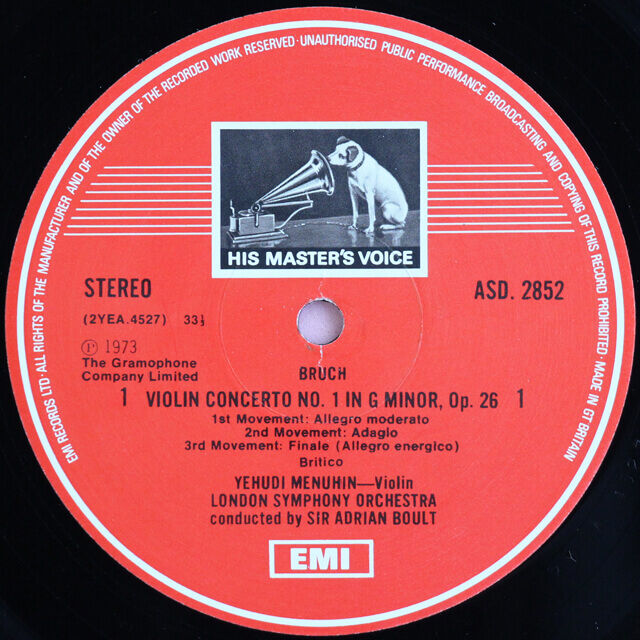 EMI RECORDS LTD·ALL RIGHTS OF THE MANUFACTURER AND OF THE OWNER OF THE RECORDED WORK RESERVED·UNAUTHORISED PUBLIC PERFORMANCE BROADCASTING AND COPYING OF THIS RECORD PROHIBITED·MADE IN GT BRITAIN
HIS MASTER'S VOICE
STEREO ASD. 2852
(2YEA.4527) 33⅓
Ⓟ 1973
The Gramophone
Company Limited
BRUCH
1 VIOLIN CONCERTO NO. 1 IN G MINOR, Op. 26 1
1st Movement: Allegro moderato
2nd Movement: Adagio
3rd Movement: Finale (Allegro energico)
Britico
YEHUDI MENUHIN—Violin
LONDON SYMPHONY ORCHESTRA
conducted by SIR ADRIAN BOULT
EMI